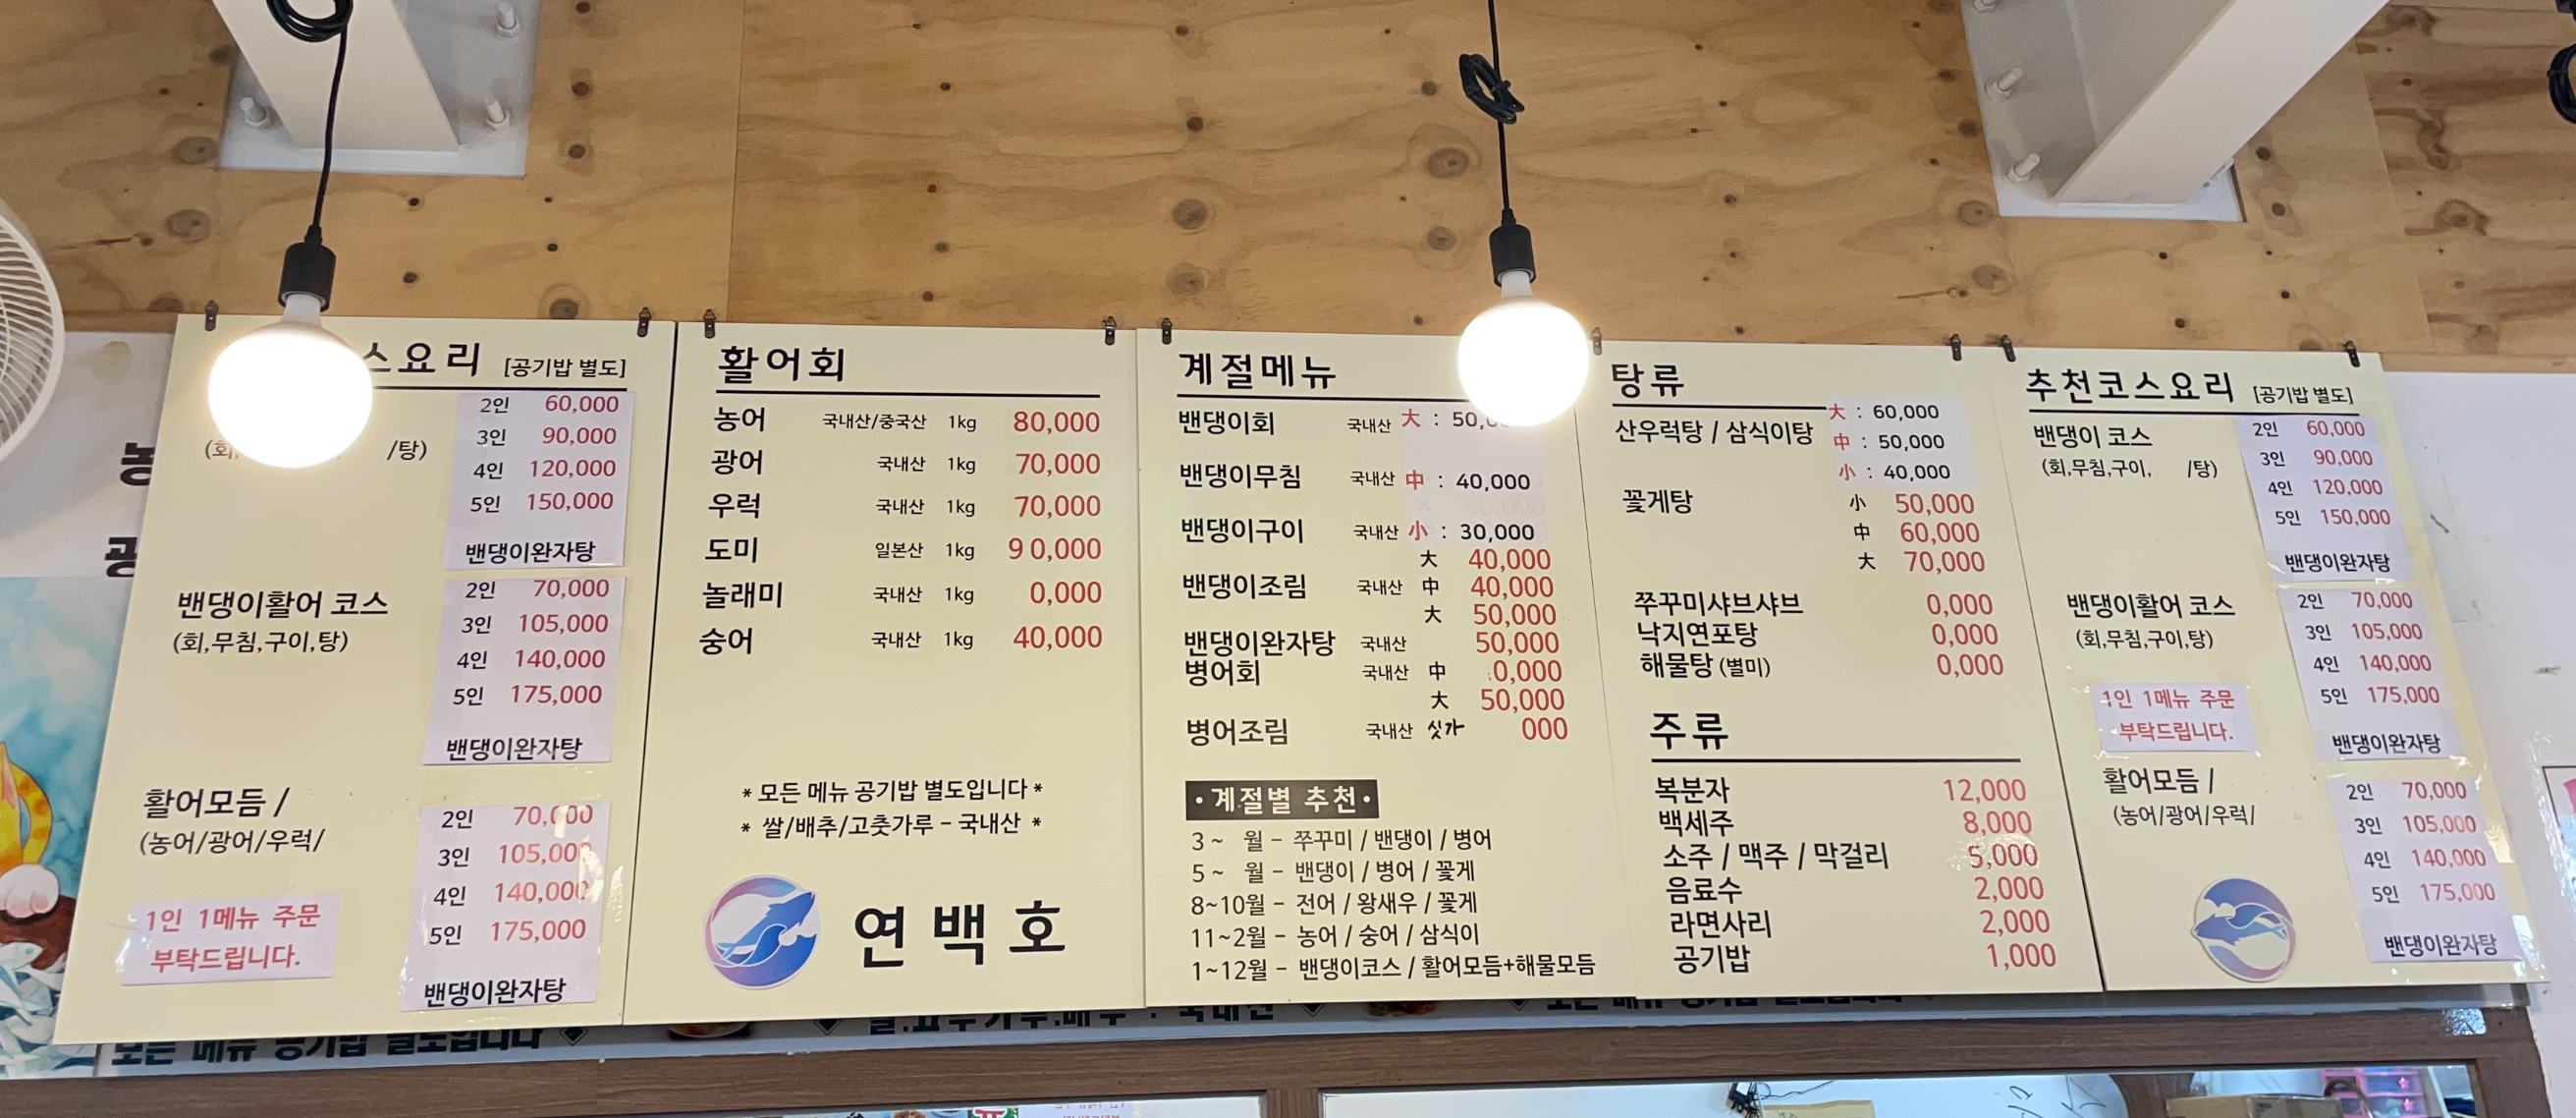 스요리 [공기밥 별도]
2인 60,000
3인 90,000
(회, /탕)
4인 120,000
5인 150,000
밴댕이완자탕
밴댕이활어 코스
(회,무침,구이,탕)
2인 70,000
3인 105,000
4인 140,000
5인 175,000
밴댕이완자탕
활어모듬 /
(농어/광어/우럭/
2인 70,000
3인 105,000
4인 140,000
5인 175,000
밴댕이완자탕
1인 1메뉴 주문
부탁드립니다.
활어회
농어 국내산/중국산 1kg 80,000
광어 국내산 1kg 70,000
우럭 국내산 1kg 70,000
도미 일본산 1kg 90,000
놀래미 국내산 1kg 0,000
숭어 국내산 1kg 40,000
* 모든 메뉴 공기밥 별도입니다 *
* 쌀/배추/고춧가루 - 국내산 *
연백호
계절메뉴
밴댕이회 국내산 大 : 50,
밴댕이무침 국내산 中 : 40,000
밴댕이구이 국내산 小 : 30,000
大 40,000
밴댕이조림 국내산 中 40,000
大 50,000
밴댕이완자탕 국내산 50,000
병어회 국내산 中 0,000
大 50,000
병어조림 국내산 싯가 000
• 계절별 추천 •
3 ~ 월 - 쭈꾸미 / 밴댕이 / 병어
5 ~ 월 - 밴댕이 / 병어 / 꽃게
8~10월 - 전어 / 왕새우 / 꽃게
11~2월 - 농어 / 숭어 / 삼식이
1~12월 - 밴댕이코스 / 활어모듬+해물모듬
탕류
산우럭탕 / 삼식이탕
大 : 60,000
中 : 50,000
小 : 40,000
꽃게탕 小 50,000
中 60,000
大 70,000
쭈꾸미샤브샤브 0,000
낙지연포탕 0,000
해물탕 (별미) 0,000
주류
복분자 12,000
백세주 8,000
소주 / 맥주 / 막걸리 5,000
음료수 2,000
라면사리 2,000
공기밥 1,000
추천코스요리 [공기밥 별도]
밴댕이 코스
(회,무침,구이, /탕)
2인 60,000
3인 90,000
4인 120,000
5인 150,000
밴댕이완자탕
밴댕이활어 코스
(회,무침,구이,탕)
2인 70,000
3인 105,000
4인 140,000
5인 175,000
밴댕이완자탕
1인 1메뉴 주문
부탁드립니다.
활어모듬 /
(농어/광어/우럭/
2인 70,000
3인 105,000
4인 140,000
5인 175,000
밴댕이완자탕
모든 메뉴 공기밥 별도입니다